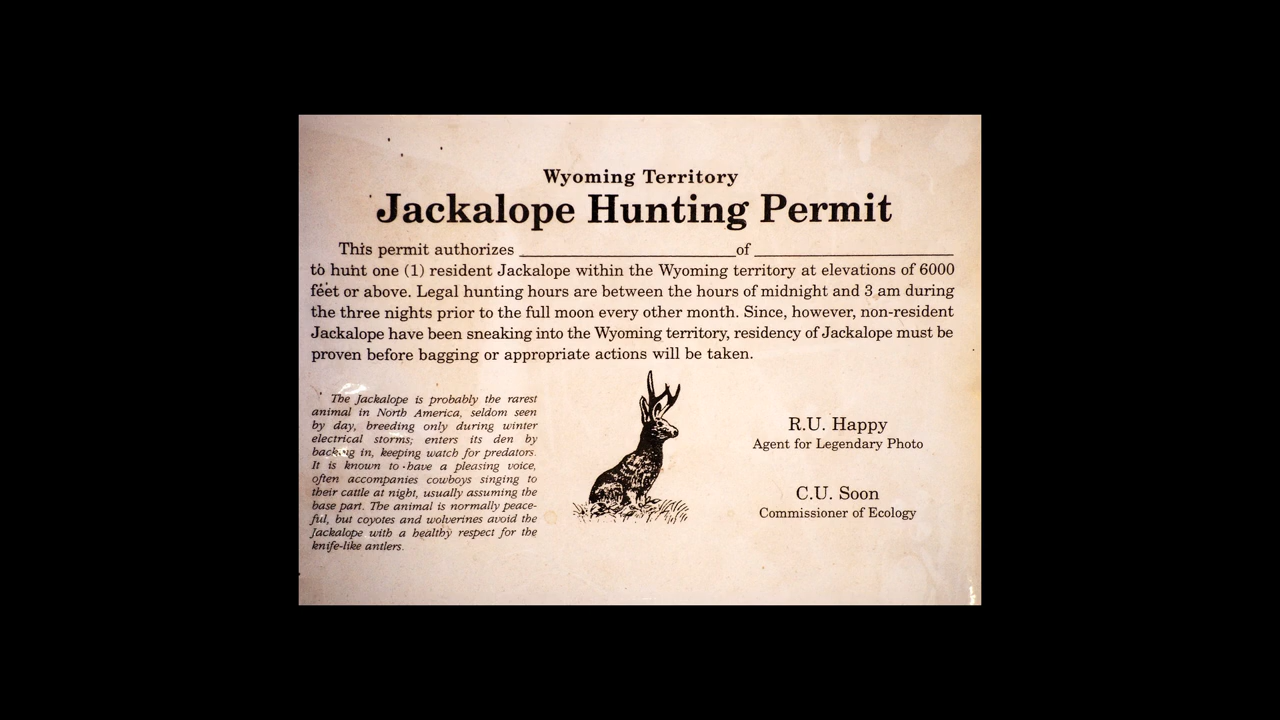 Wyoming Territory
Jackalope Hunting Permit
This permit authorizes ____________________ of ____________________
to hunt one (1) resident Jackalope within the Wyoming territory at elevations of 6000
feet or above. Legal hunting hours are between the hours of midnight and 3 am during
the three nights prior to the full moon every other month. Since, however, non-resident
Jackalope have been sneaking into the Wyoming territory, residency of Jackalope must be
proven before bagging or appropriate actions will be taken.
The Jackalope is probably the rarest
animal in North America, seldom seen
by day, breeding only during winter
electrical storms; enters its den by
backing in, keeping watch for predators.
It is known to have a pleasing voice,
often accompanies cowboys singing to
their cattle at night, usually assuming the
base part. The animal is normally peace-
ful, but coyotes and wolverines avoid the
Jackalope with a healthy respect for the
knife-like antlers.
R.U. Happy
Agent for Legendary Photo
C.U. Soon
Commissioner of Ecology